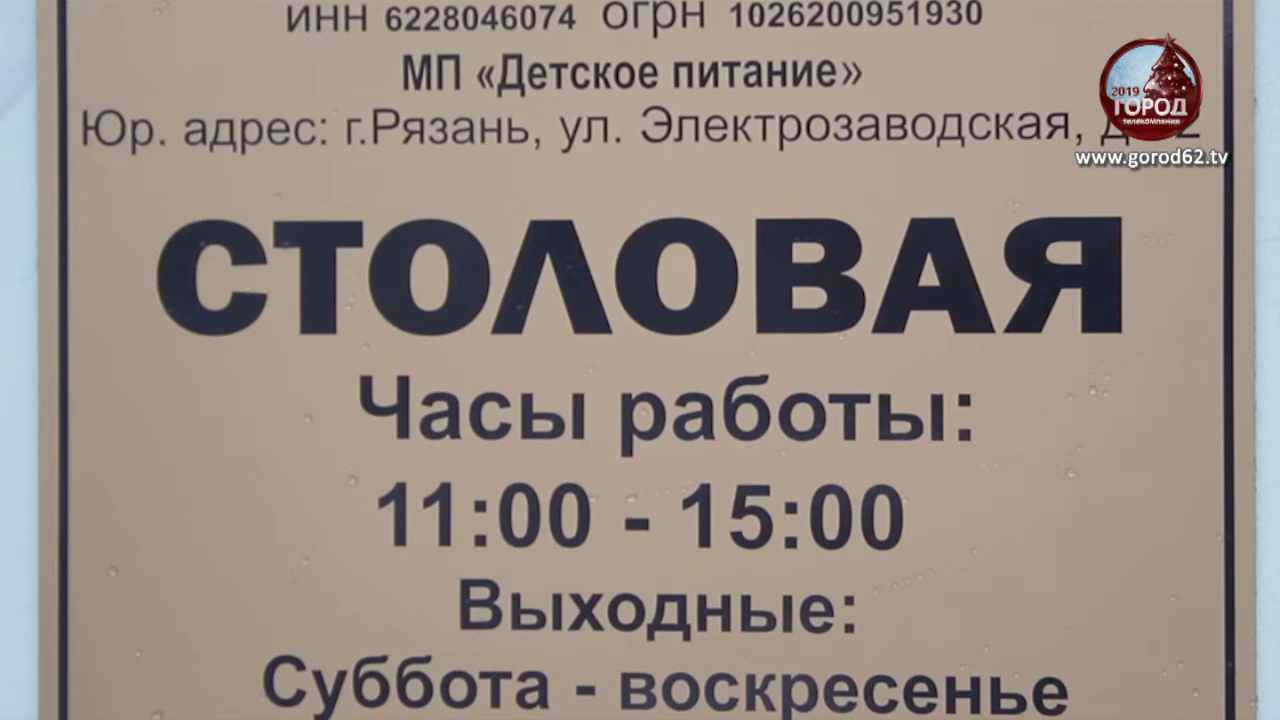 ИНН 6228046074 ОГРН 1026200951930
МП «Детское питание»
Юр. адрес: г.Рязань, ул. Электрозаводская,
2019
ГОРОД
телекомпания
www.gorod62.tv
СТОЛОВАЯ
Часы работы:
11:00 - 15:00
Выходные:
Суббота - воскресенье